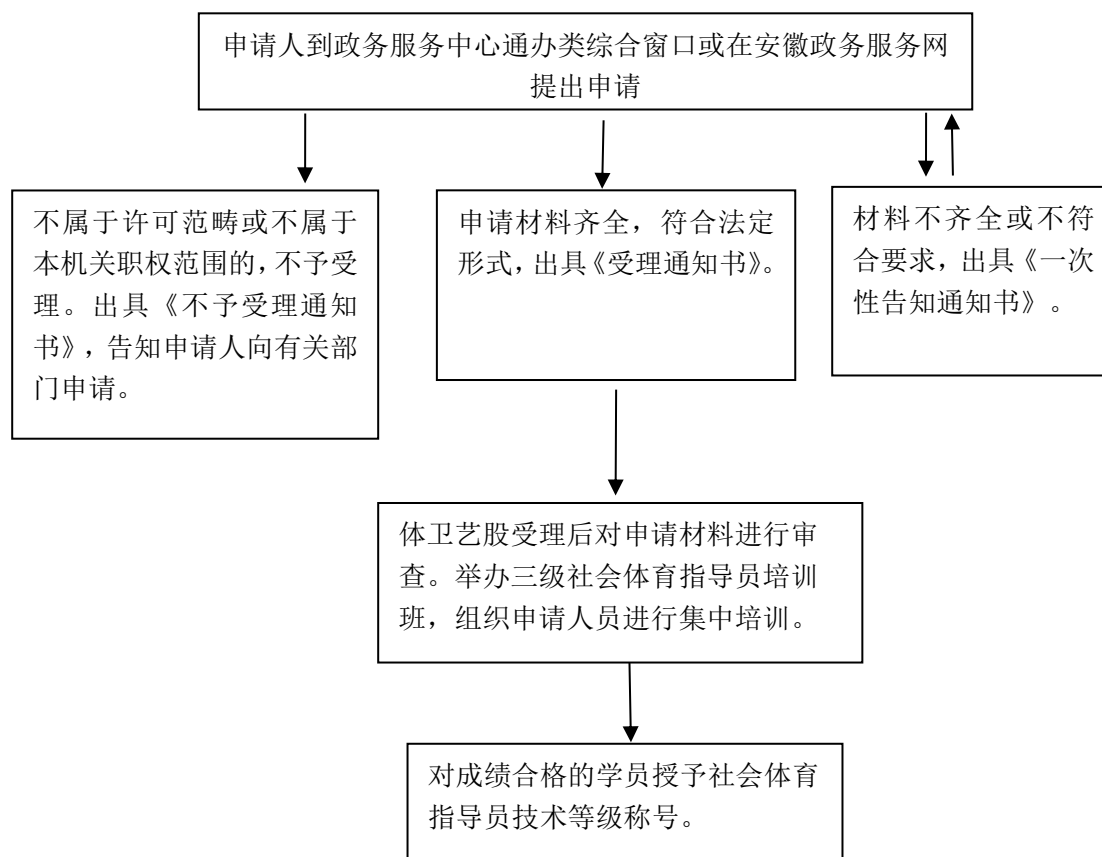 申请人到政务服务中心通办类综合窗口或在安徽政务服务网
提出申请
不属于许可范畴或不属于
本机关职权范围的，不予受
理。出具《不予受理通知
书》，告知申请人向有关部
门申请。
申请材料齐全，符合法定
形式，出具《受理通知书》。
材料不齐全或不符
合要求，出具《一次
性告知通知书》。
体卫艺股受理后对申请材料进行审
查。举办三级社会体育指导员培训
班，组织申请人员进行集中培训。
对成绩合格的学员授予社会体育
指导员技术等级称号。